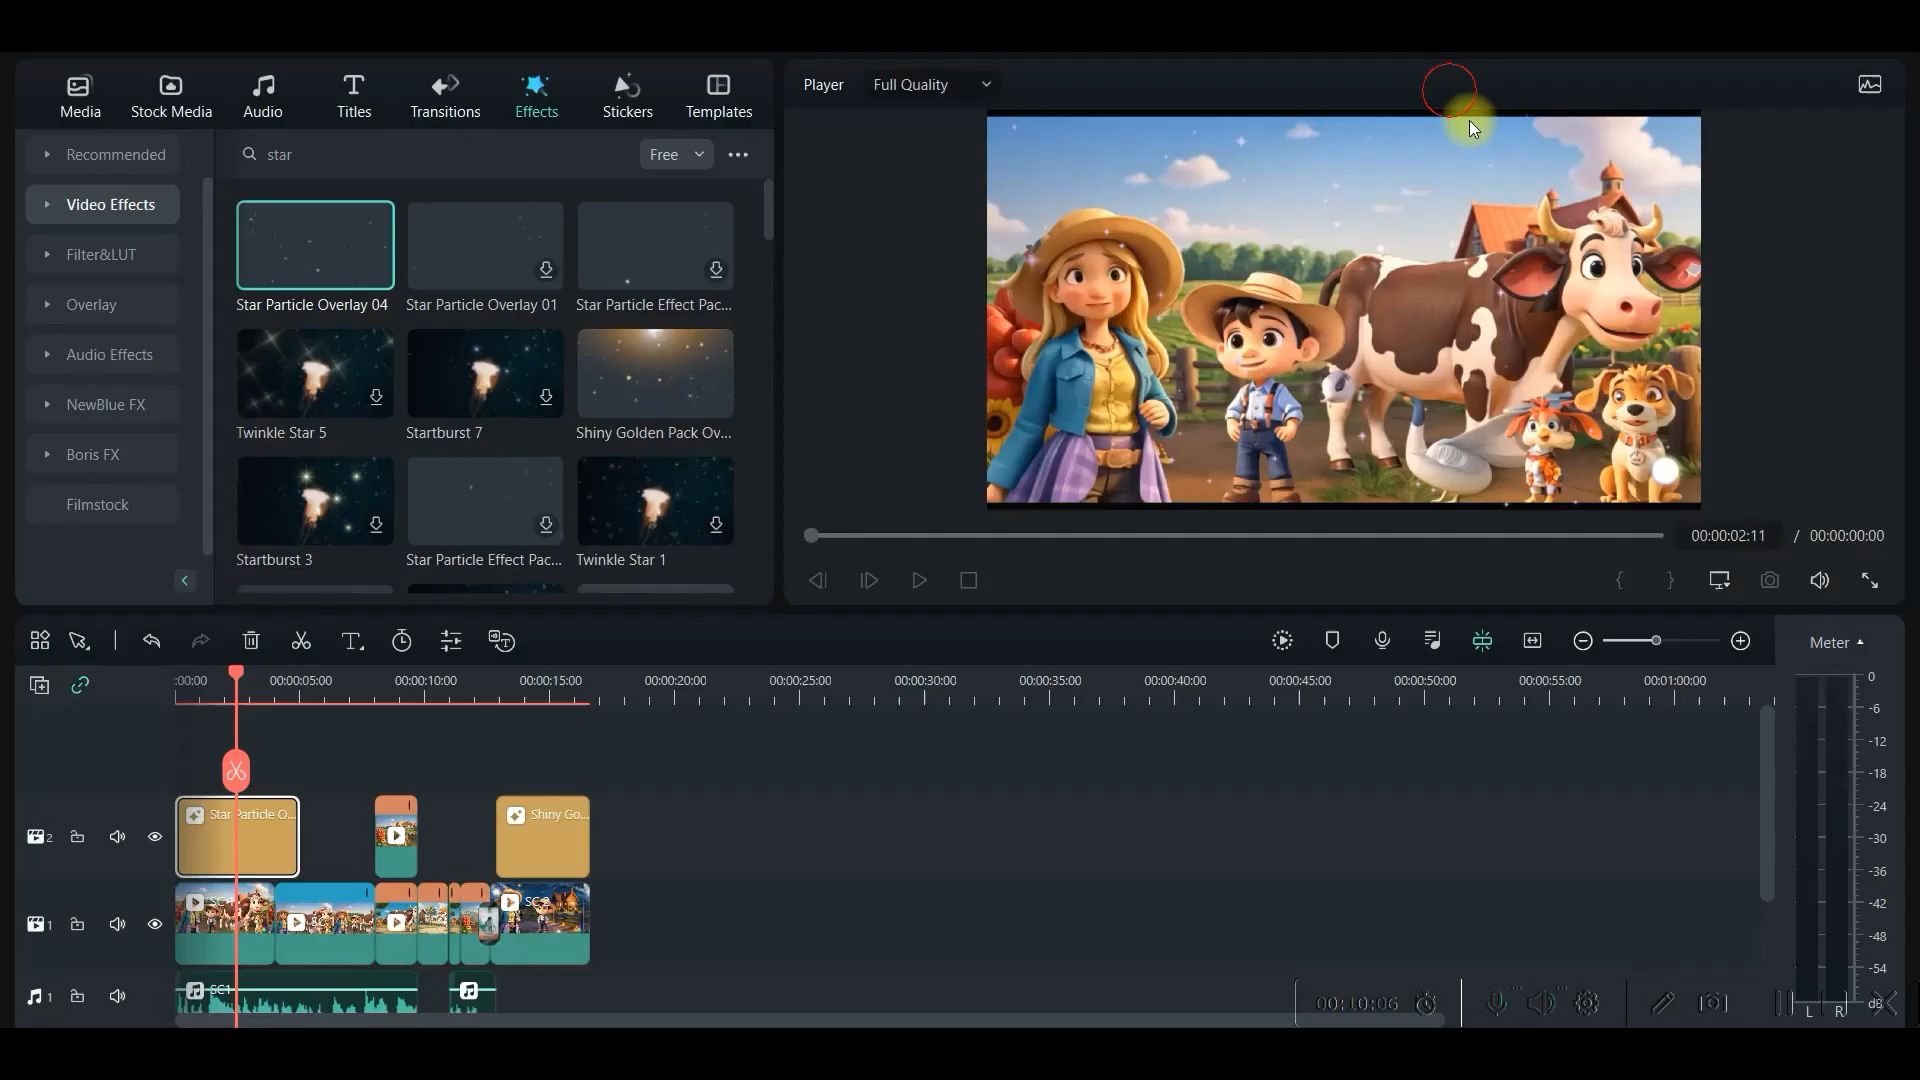 Media Stock Media Audio Titles Transitions Effects Stickers Templates
Player Full Quality
Recommended
Video Effects
Filter&LUT
Overlay
Audio Effects
NewBlue FX
Boris FX
Filmstock
star
Free
Star Particle Overlay 04 Star Particle Overlay 01 Star Particle Effect Pac...
Twinkle Star 5 Startburst 7 Shiny Golden Pack Ov...
Startburst 3 Star Particle Effect Pac... Twinkle Star 1
00:00:02:11 / 00:00:00:00
Meter
:00:00 00:00:05:00 00:00:10:00 00:00:15:00 00:00:20:00 00:00:25:00 00:00:30:00 00:00:35:00 00:00:40:00 00:00:45:00 00:00:50:00 00:00:55:00 00:01:00:00
0
-6
-12
-18
-24
-30
-36
-42
-48
-54
dB
L R
2 Star Particle O... Shiny Go...
1
1 SC1
00:10:06